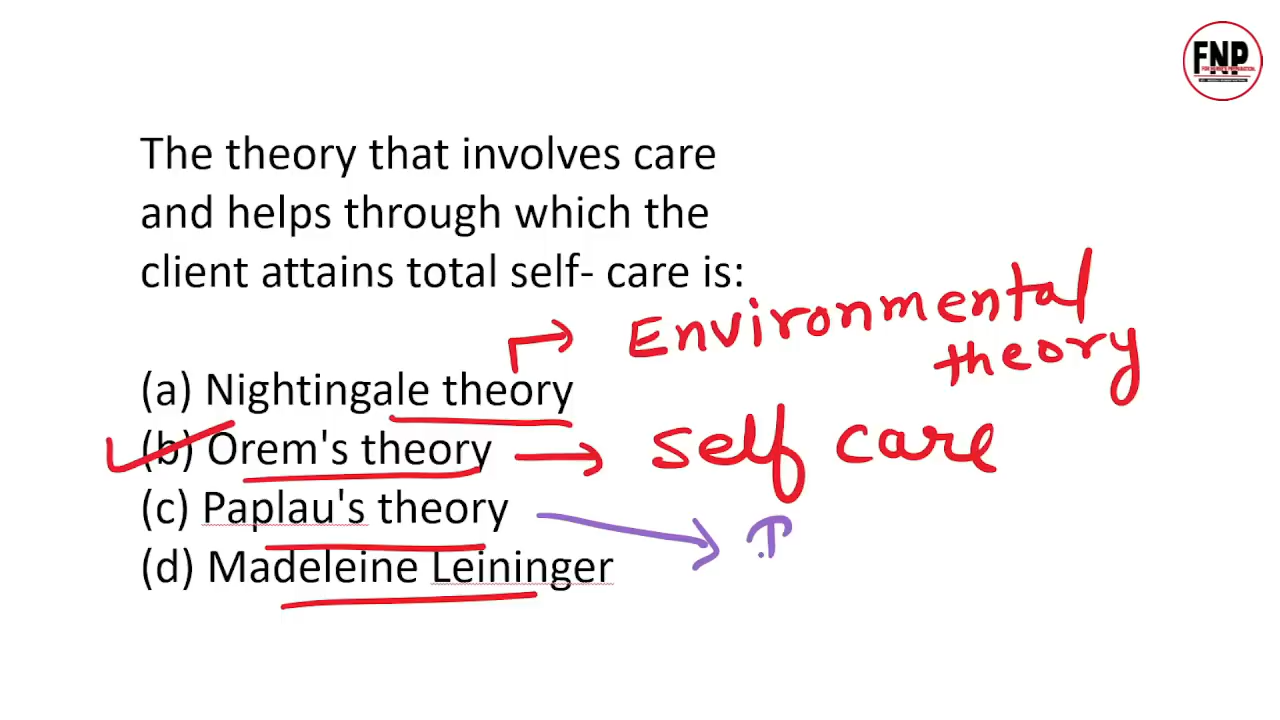 FNP
The theory that involves care
and helps through which the
client attains total self- care is:
Environmental
theory
(a) Nightingale theory
(b) Orem's theory
self care
(c) Paplau's theory
(d) Madeleine Leininger